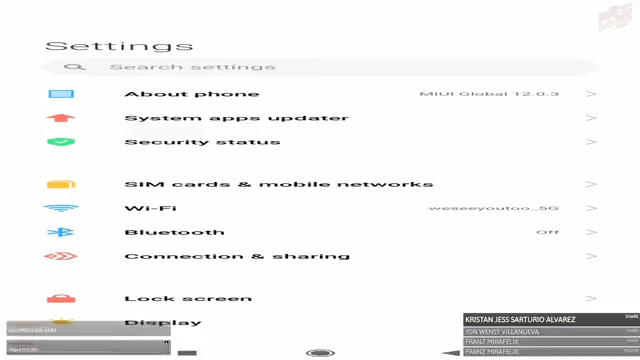 Settings
Search settings
About phone
MIUI Global 12.0.3
System apps updater
Security status
SIM cards & mobile networks
Wi-Fi
weseeyoutoo_5G
Bluetooth
Off
Connection & sharing
Lock screen
Display
KRISTAN JESS SARTURIO ALVAREZ
SHARE
JON WENSY VILLANUEVA
FRANZ MIRAFELIX
FRANZ MIRAFELIX